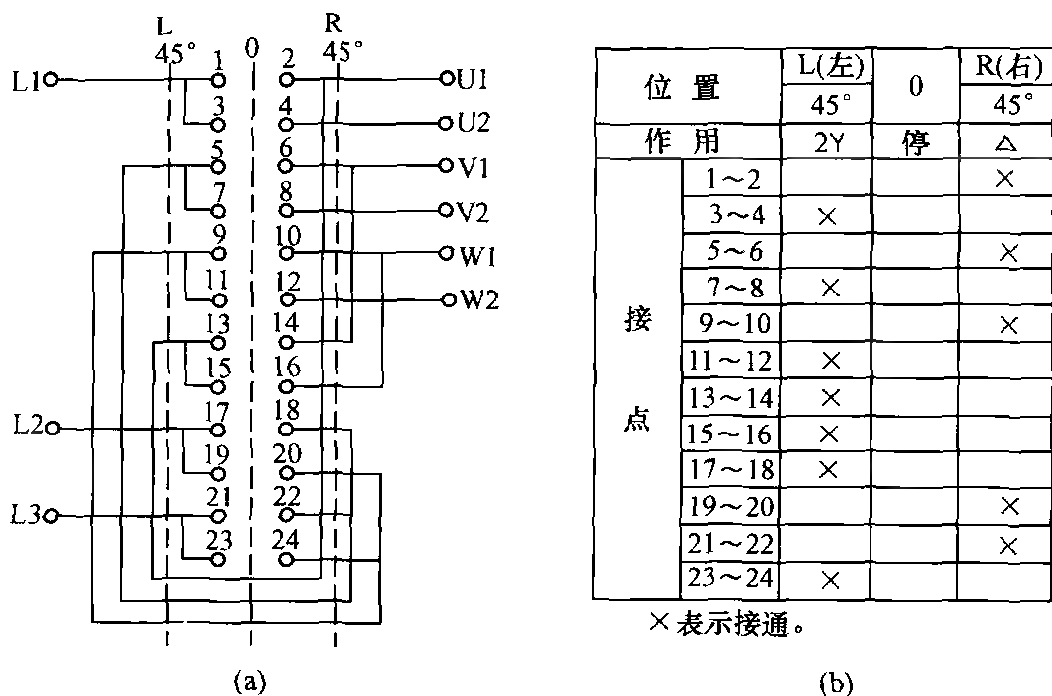 L 0 R
45° 45°
L1 1 2 U1
3 4 U2
5 6 V1
7 8 V2
9 10 W1
11 12 W2
13 14
15 16
L2 17 18
19 20
L3 21 22
23 24
(a)
位置 L(左) 0 R(右)
45° 45°
作用 2Y 停 △
接点
1~2 ×
3~4 ×
5~6 ×
7~8 ×
9~10 ×
11~12 ×
13~14 ×
15~16 ×
17~18 ×
19~20 ×
21~22 ×
23~24 ×
×表示接通。
(b)